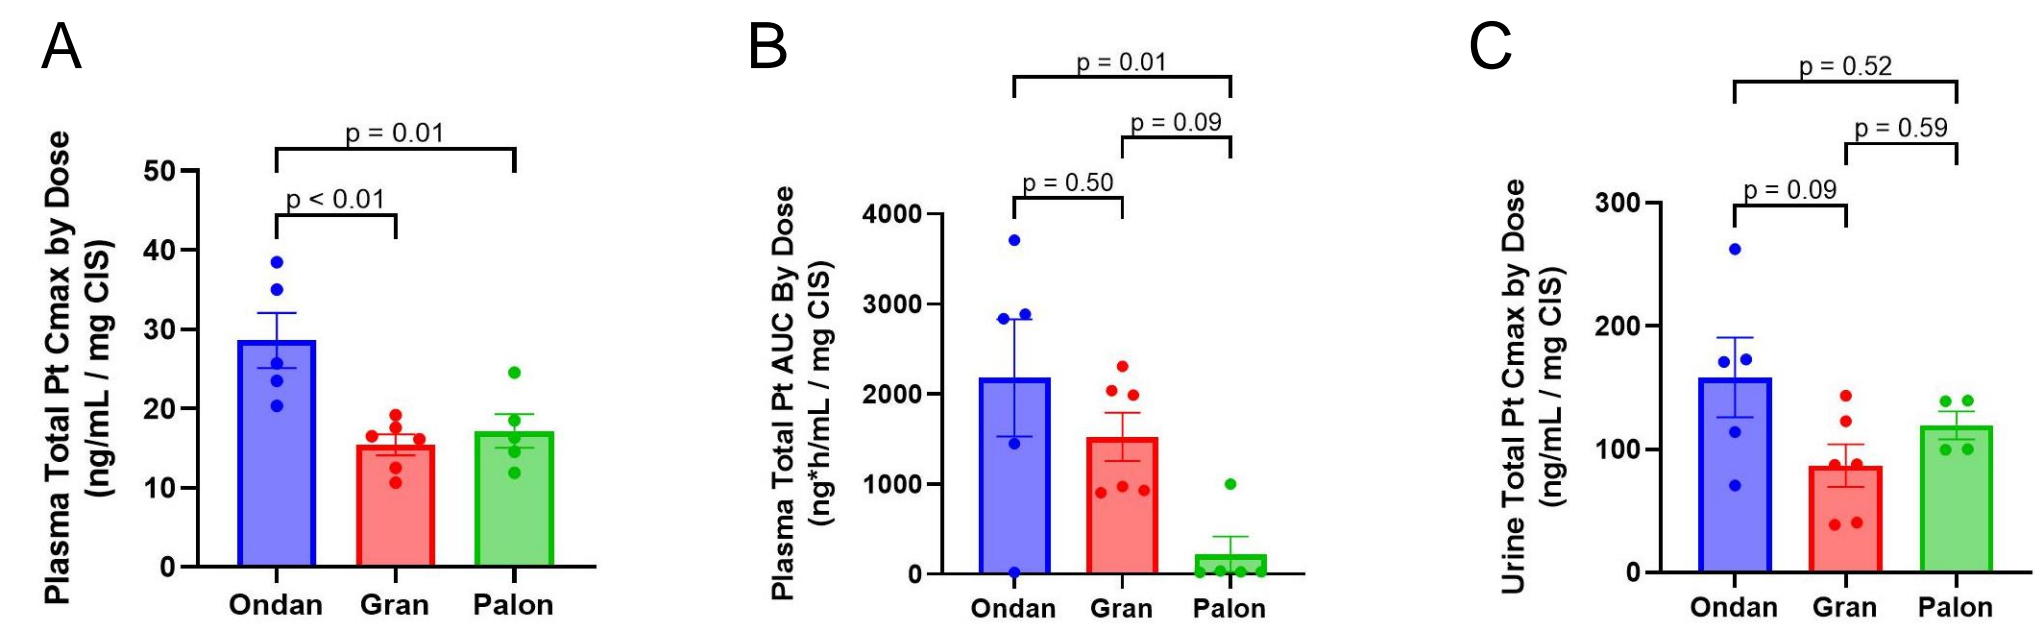 A
Plasma Total Pt Cmax by Dose
(ng/mL / mg CIS)
p = 0.01
p < 0.01
50
40
30
20
10
0
Ondan Gran Palon
B
Plasma Total Pt AUC By Dose
(ng*h/mL / mg CIS)
p = 0.01
p = 0.09
p = 0.50
4000
3000
2000
1000
0
Ondan Gran Palon
C
Urine Total Pt Cmax by Dose
(ng/mL / mg CIS)
p = 0.52
p = 0.59
p = 0.09
300
200
100
0
Ondan Gran Palon